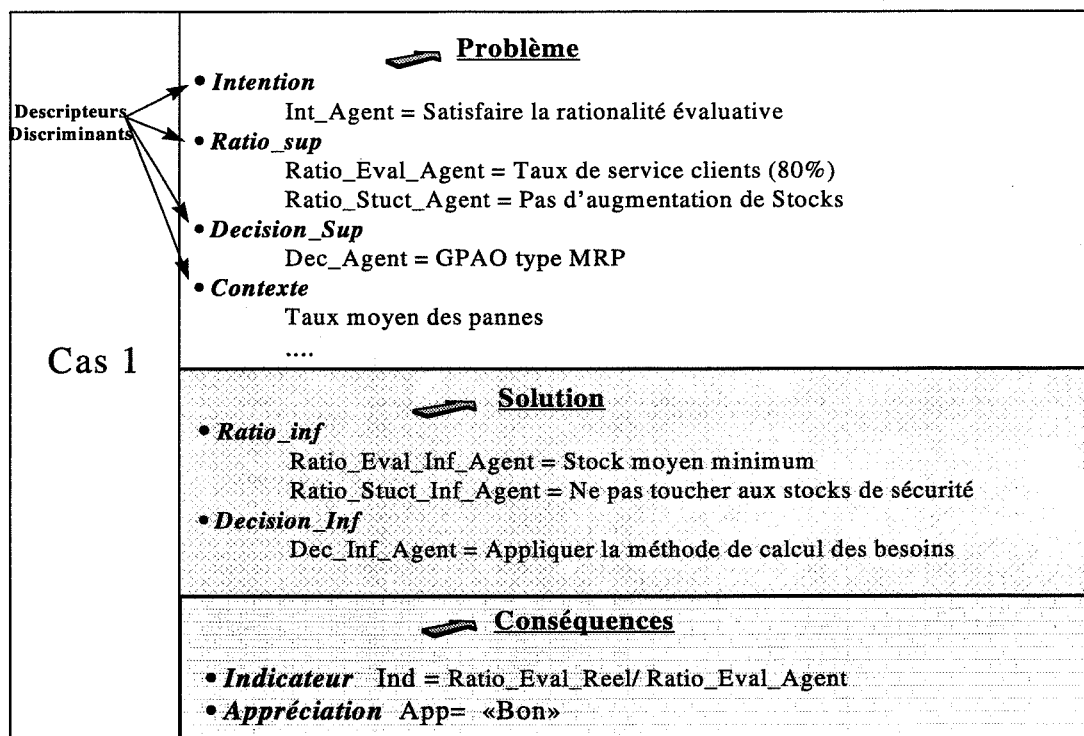 Problème
• Intention
Int_Agent = Satisfaire la rationalité évaluative
Descripteurs
Discriminants
• Ratio_sup
Ratio_Eval_Agent = Taux de service clients (80%)
Ratio_Stuct_Agent = Pas d'augmentation de Stocks
• Decision_Sup
Dec_Agent = GPAO type MRP
• Contexte
Taux moyen des pannes
....
Cas 1
Solution
• Ratio_inf
Ratio_Eval_Inf_Agent = Stock moyen minimum
Ratio_Stuct_Inf_Agent = Ne pas toucher aux stocks de sécurité
• Decision_Inf
Dec_Inf_Agent = Appliquer la méthode de calcul des besoins
Conséquences
• Indicateur Ind = Ratio_Eval_Reel/ Ratio_Eval_Agent
• Appréciation App= «Bon»